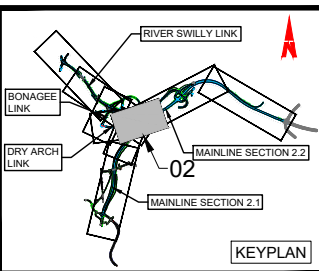 RIVER SWILLY LINK
BONAGEE
LINK
DRY ARCH
LINK
02
MAINLINE SECTION 2.2
MAINLINE SECTION 2.1
KEYPLAN